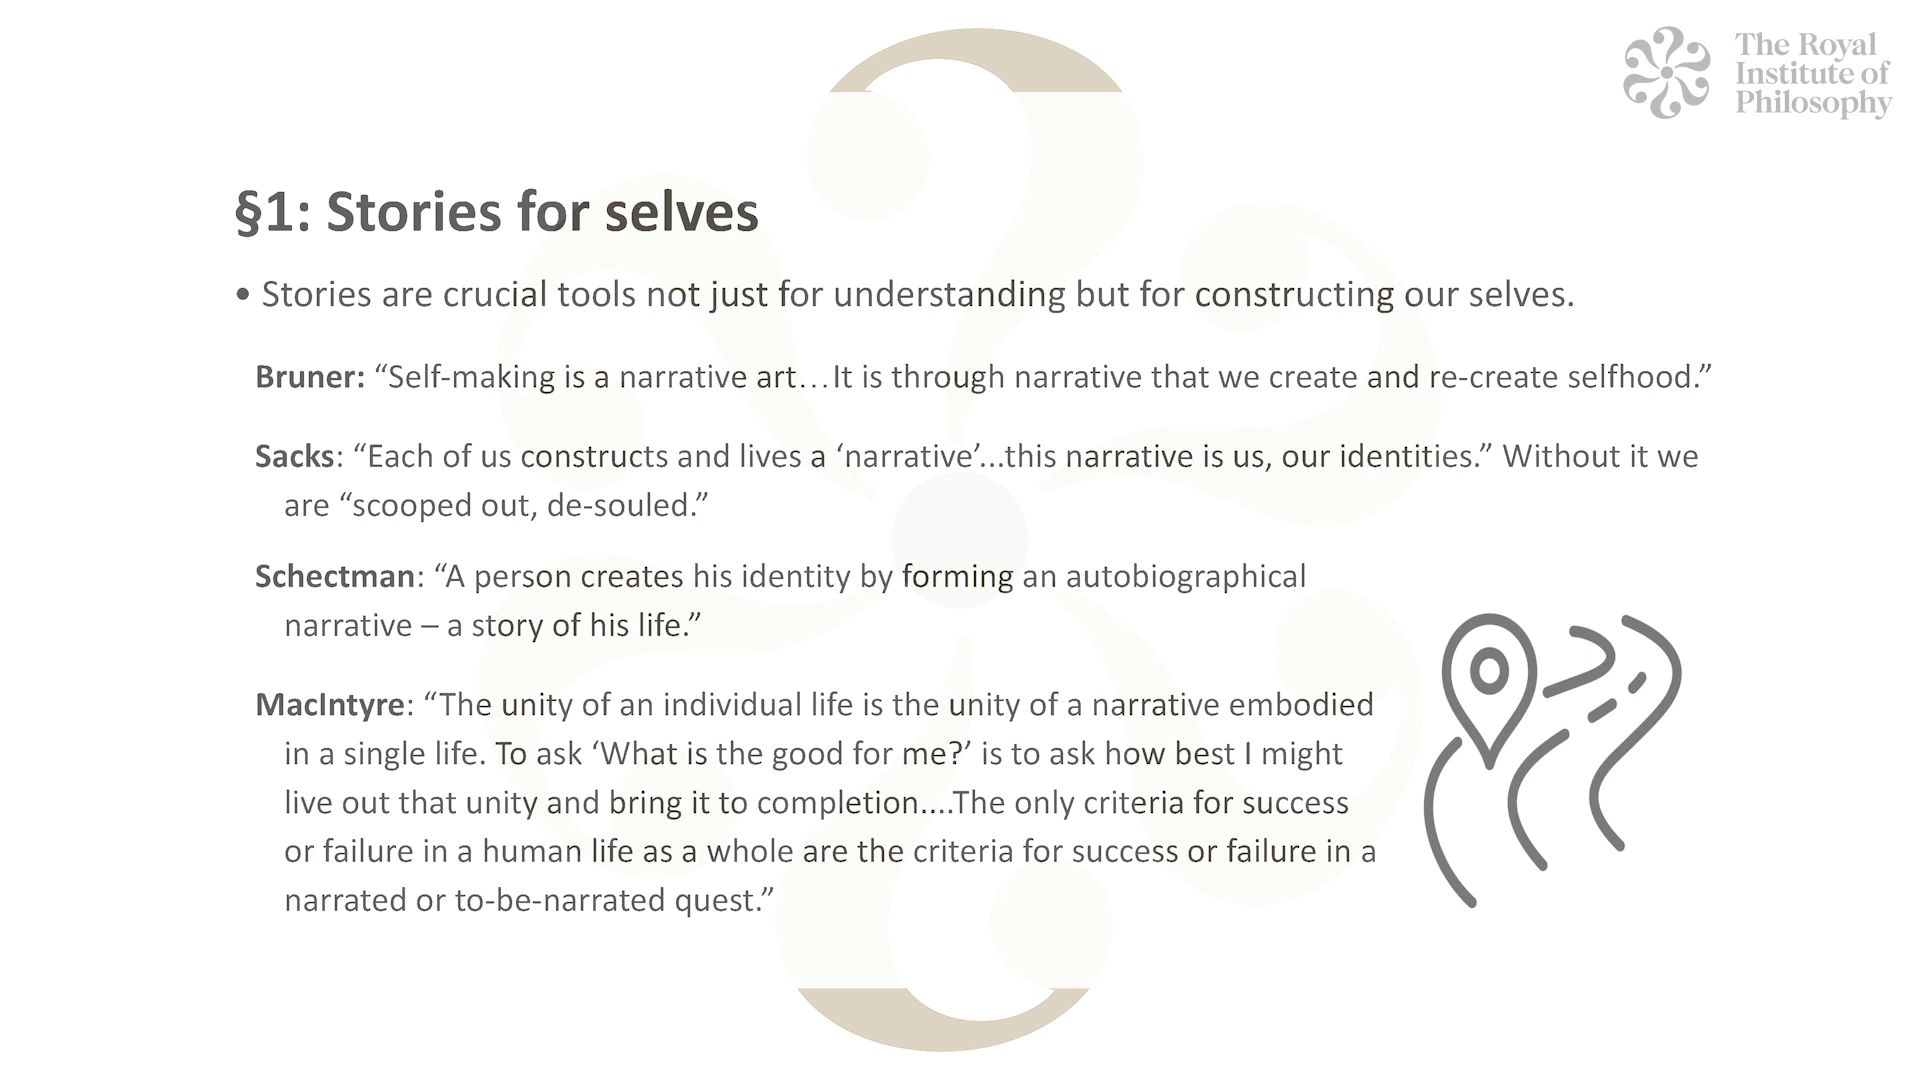 The Royal
Institute of
Philosophy
§1: Stories for selves
• Stories are crucial tools not just for understanding but for constructing our selves.
Bruner: “Self-making is a narrative art…It is through narrative that we create and re-create selfhood.”
Sacks: “Each of us constructs and lives a ‘narrative’...this narrative is us, our identities.” Without it we
are “scooped out, de-souled.”
Schectman: “A person creates his identity by forming an autobiographical
narrative – a story of his life.”
MacIntyre: “The unity of an individual life is the unity of a narrative embodied
in a single life. To ask ‘What is the good for me?’ is to ask how best I might
live out that unity and bring it to completion....The only criteria for success
or failure in a human life as a whole are the criteria for success or failure in a
narrated or to-be-narrated quest.”